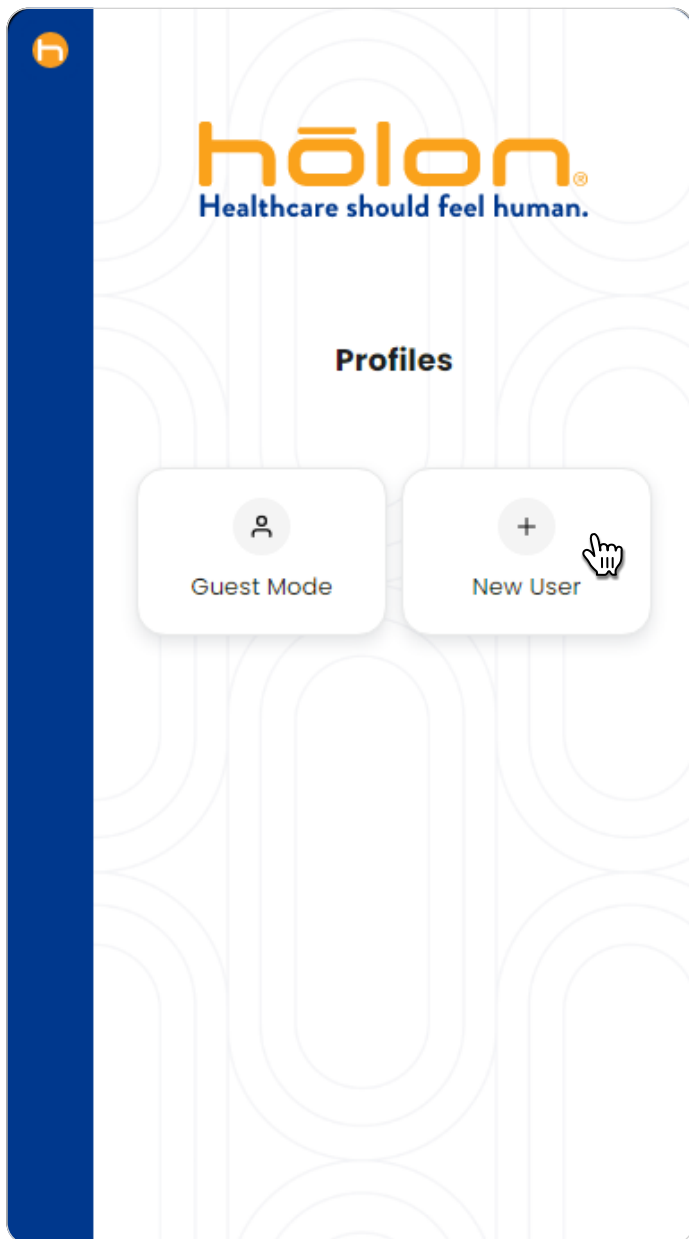 h
hōlon®
Healthcare should feel human.
Profiles
Guest Mode
New User